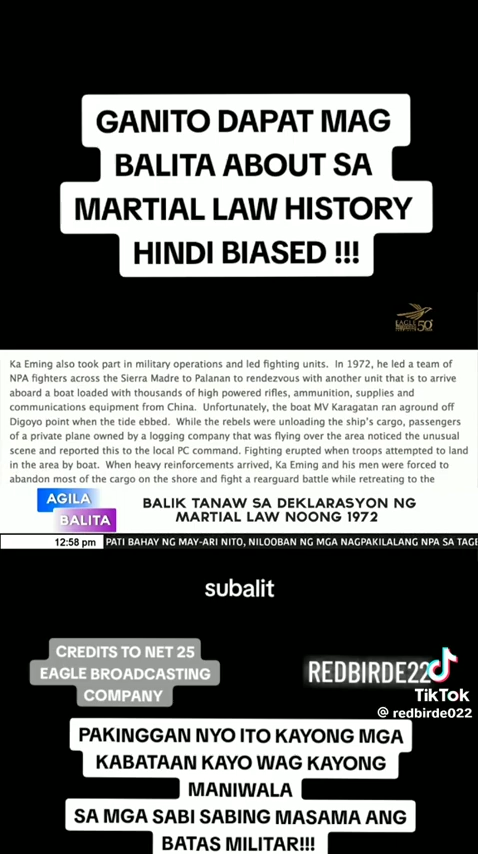 GANITO DAPAT MAG
BALITA ABOUT SA
MARTIAL LAW HISTORY
HINDI BIASED !!!
EAGLE
50
Ka Eming also took part in military operations and led fighting units. In 1972, he led a team of
NPA fighters across the Sierra Madre to Palanan to rendezvous with another unit that is to arrive
aboard a boat loaded with thousands of high powered rifles, ammunition, supplies and
communications equipment from China. Unfortunately, the boat MV Karagatan ran aground off
Digoyo point when the tide ebbed. While the rebels were unloading the ship's cargo, passengers
of a private plane owned by a logging company that was flying over the area noticed the unusual
scene and reported this to the local PC command. Fighting erupted when troops attempted to land
in the area by boat. When heavy reinforcements arrived, Ka Eming and his men were forced to
abandon most of the cargo on the shore and fight a rearguard battle while retreating to the
AGILA
BALITA
BALIK TANAW SA DEKLARASYON NG
MARTIAL LAW NOONG 1972
12:58 pm PATI BAHAY NG MAY-ARI NITO, NILOOBAN NG MGA NAGPAKILALANG NPA SA TAGB
subalit
CREDITS TO NET 25
EAGLE BROADCASTING
COMPANY
REDBIRDE22
TikTok
@ redbirde022
PAKINGGAN NYO ITO KAYONG MGA
KABATAAN KAYO WAG KAYONG
MANIWALA
SA MGA SABI SABING MASAMA ANG
BATAS MILITAR!!!